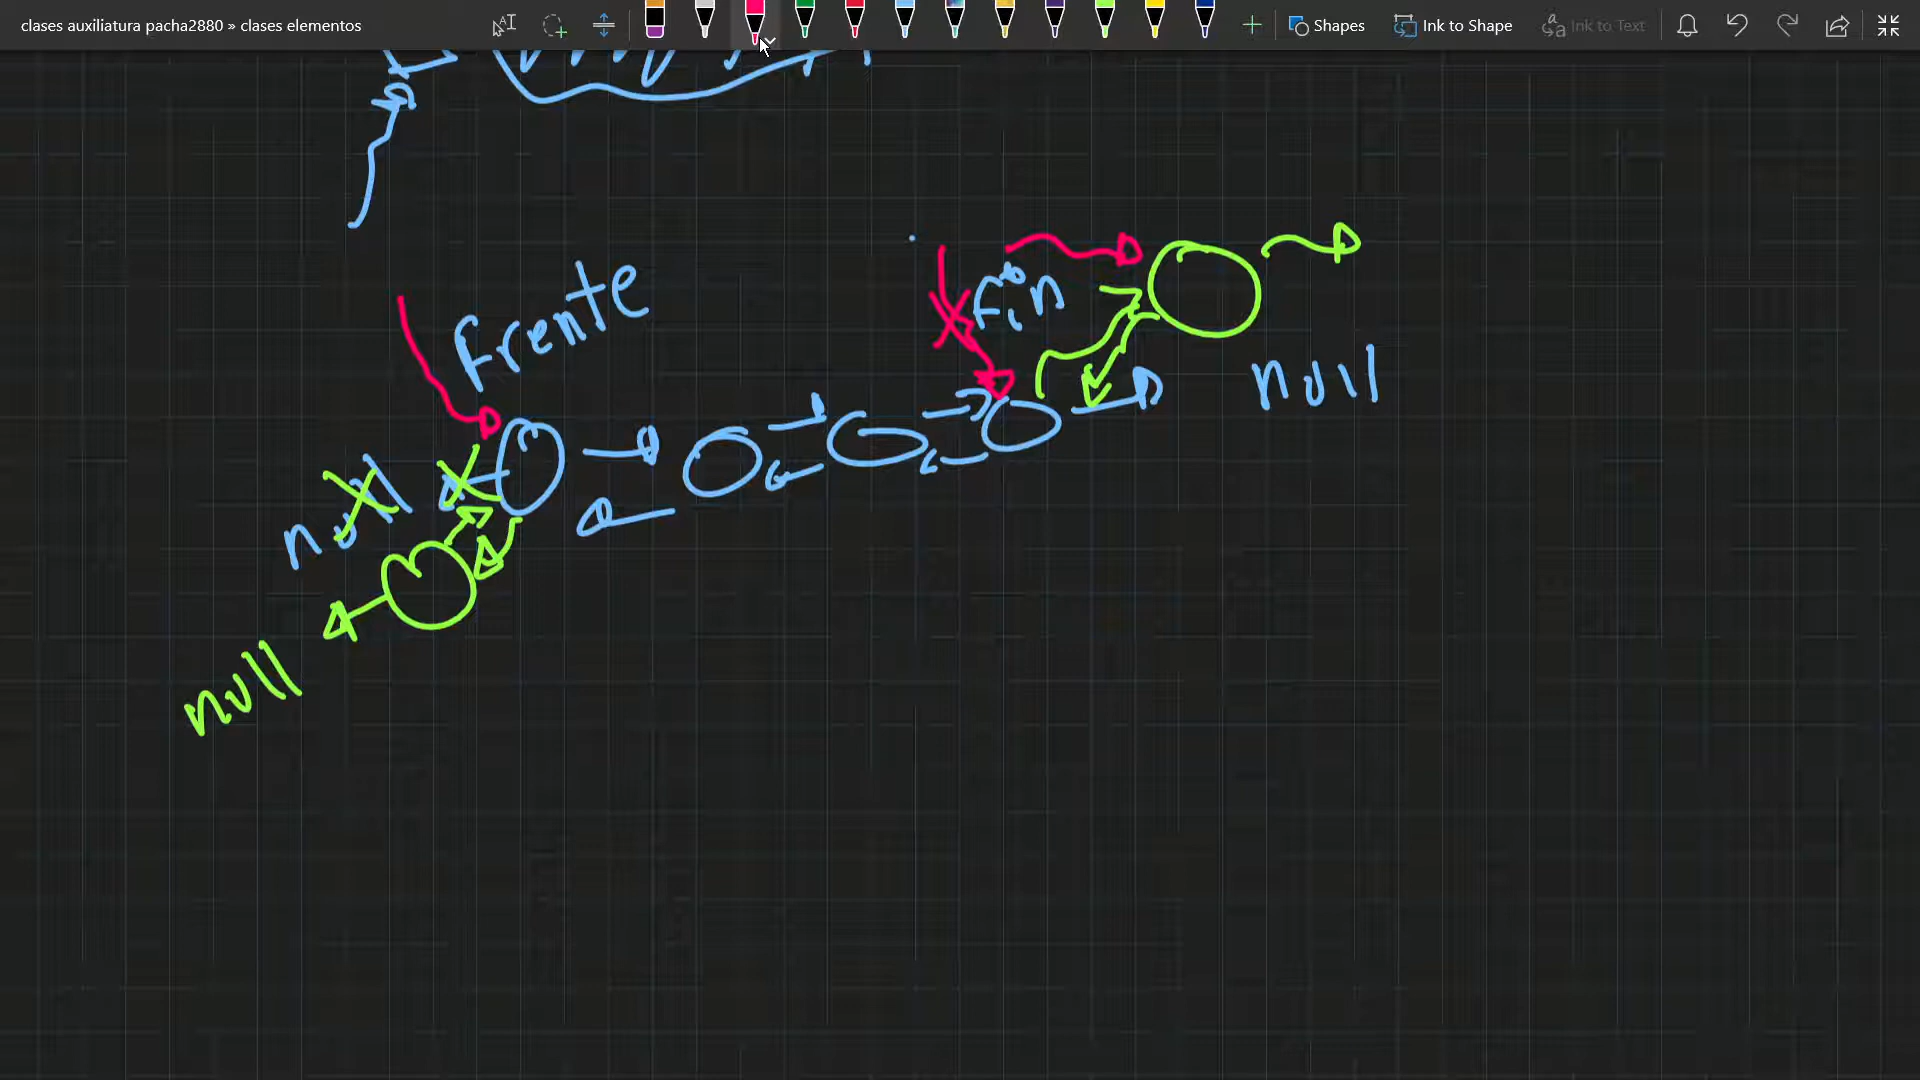 clases auxiliatura pacha2880 » clases elementos
Shapes
Ink to Shape
Ink to Text
frente
fin
null
null
null